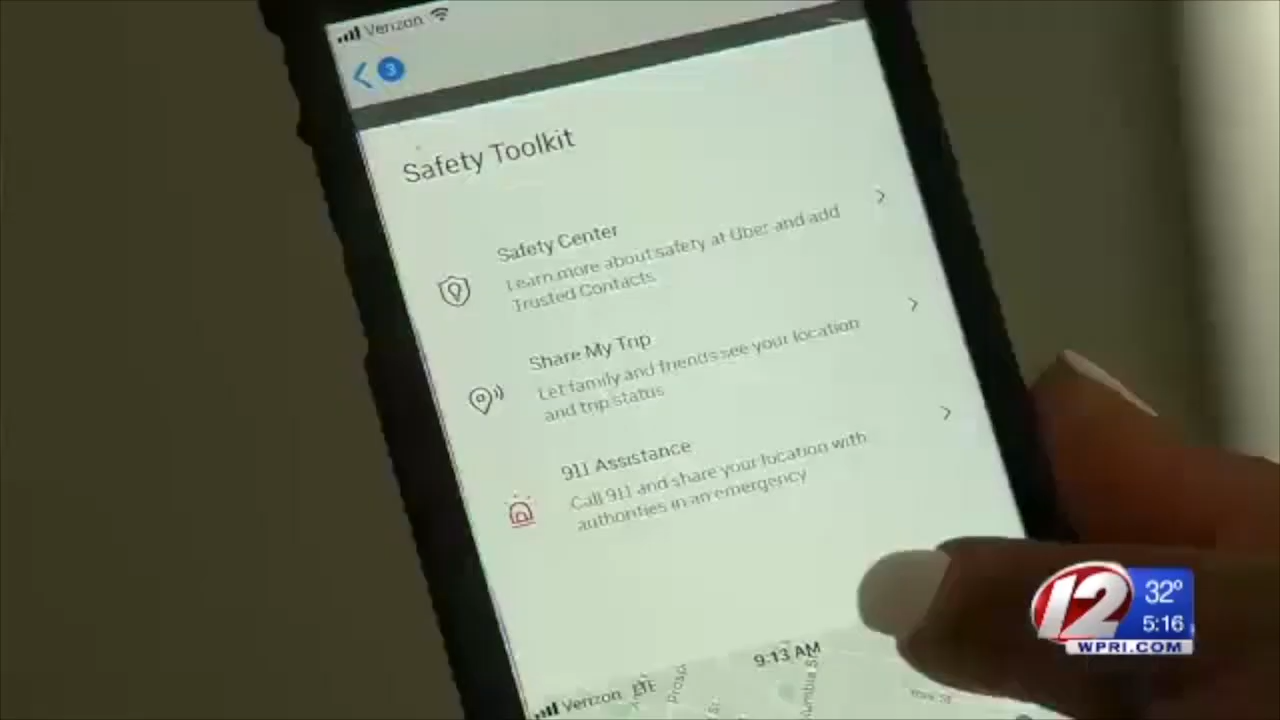 Verizon
3
Safety Toolkit
Safety Center
Learn more about safety at Uber and add
Trusted Contacts
Share My Trip
Let family and friends see your location
and trip status
911 Assistance
Call 911 and share your location with
authorities in an emergency
9:13 AM
Verizon LTE
12
32º
5:16
WPRI.COM